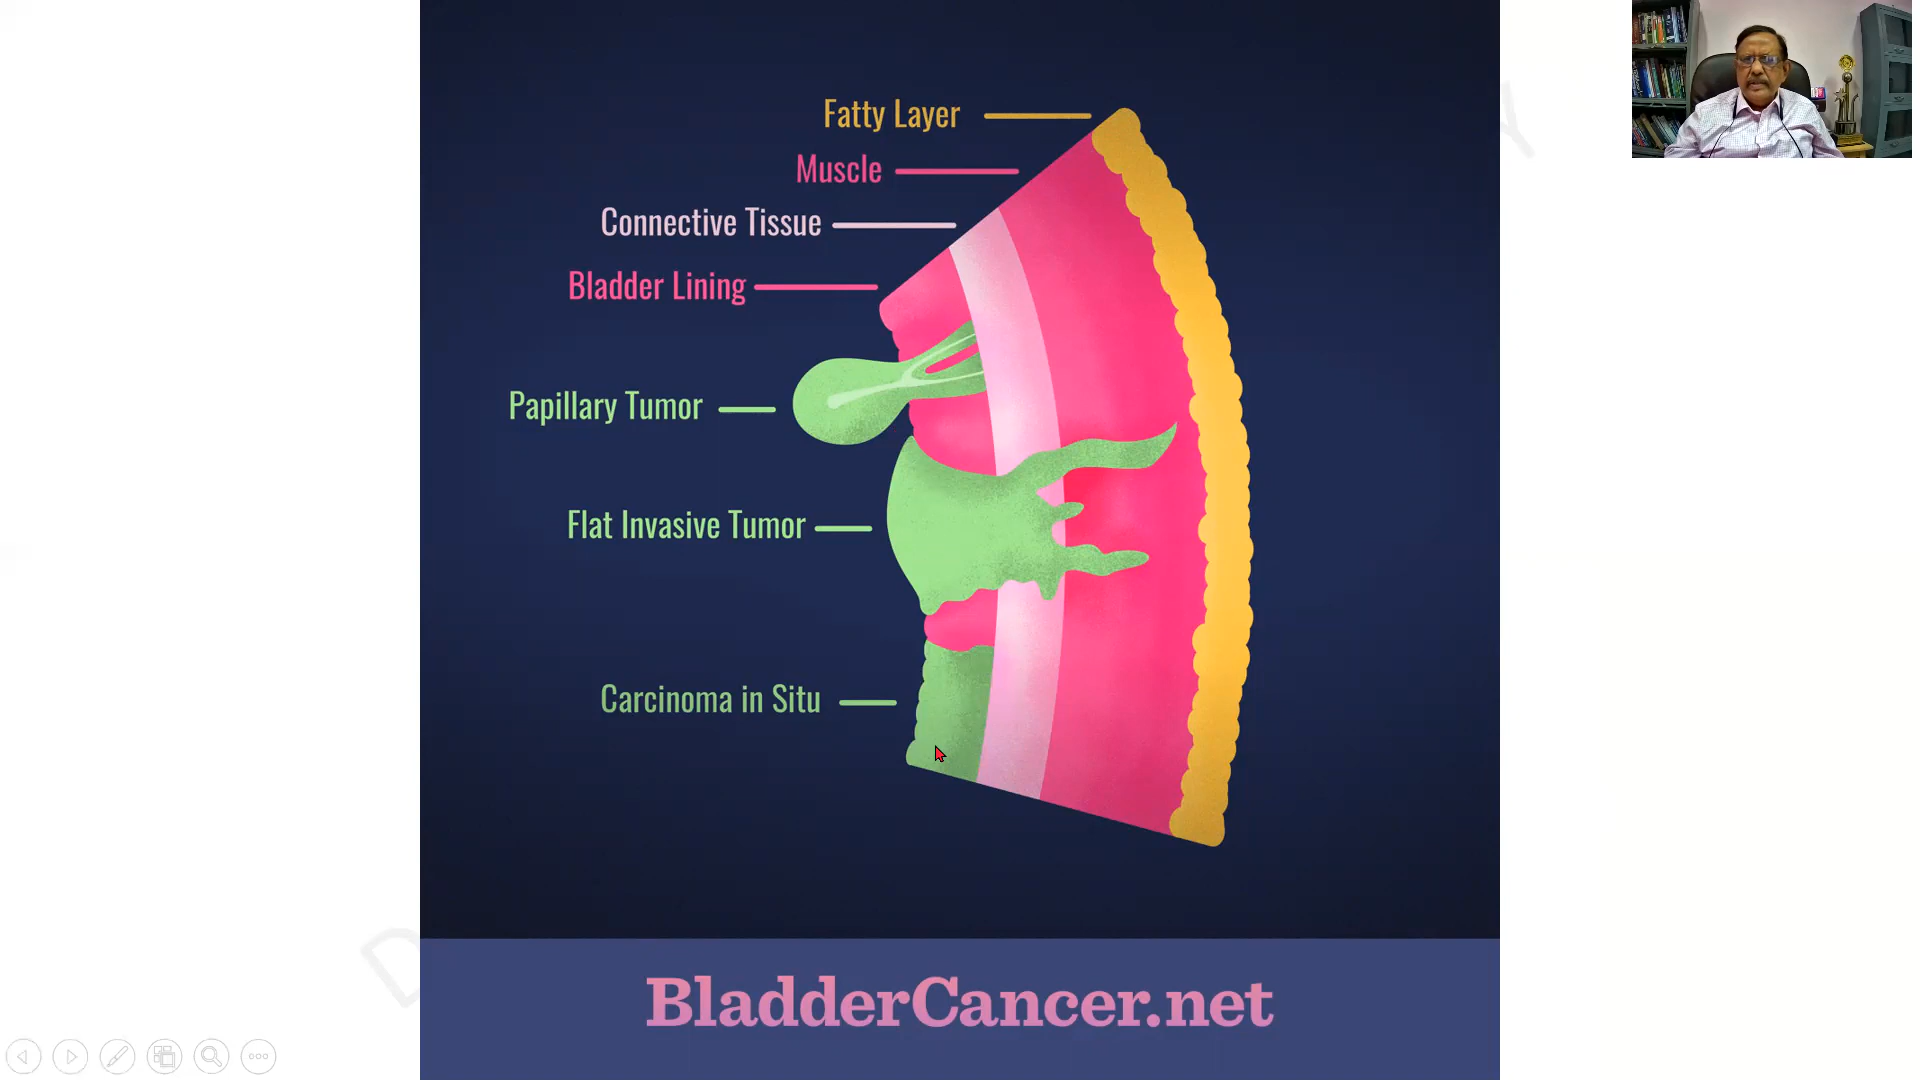 Fatty Layer
Muscle
Connective Tissue
Bladder Lining
Papillary Tumor
Flat Invasive Tumor
Carcinoma in Situ
BladderCancer.net